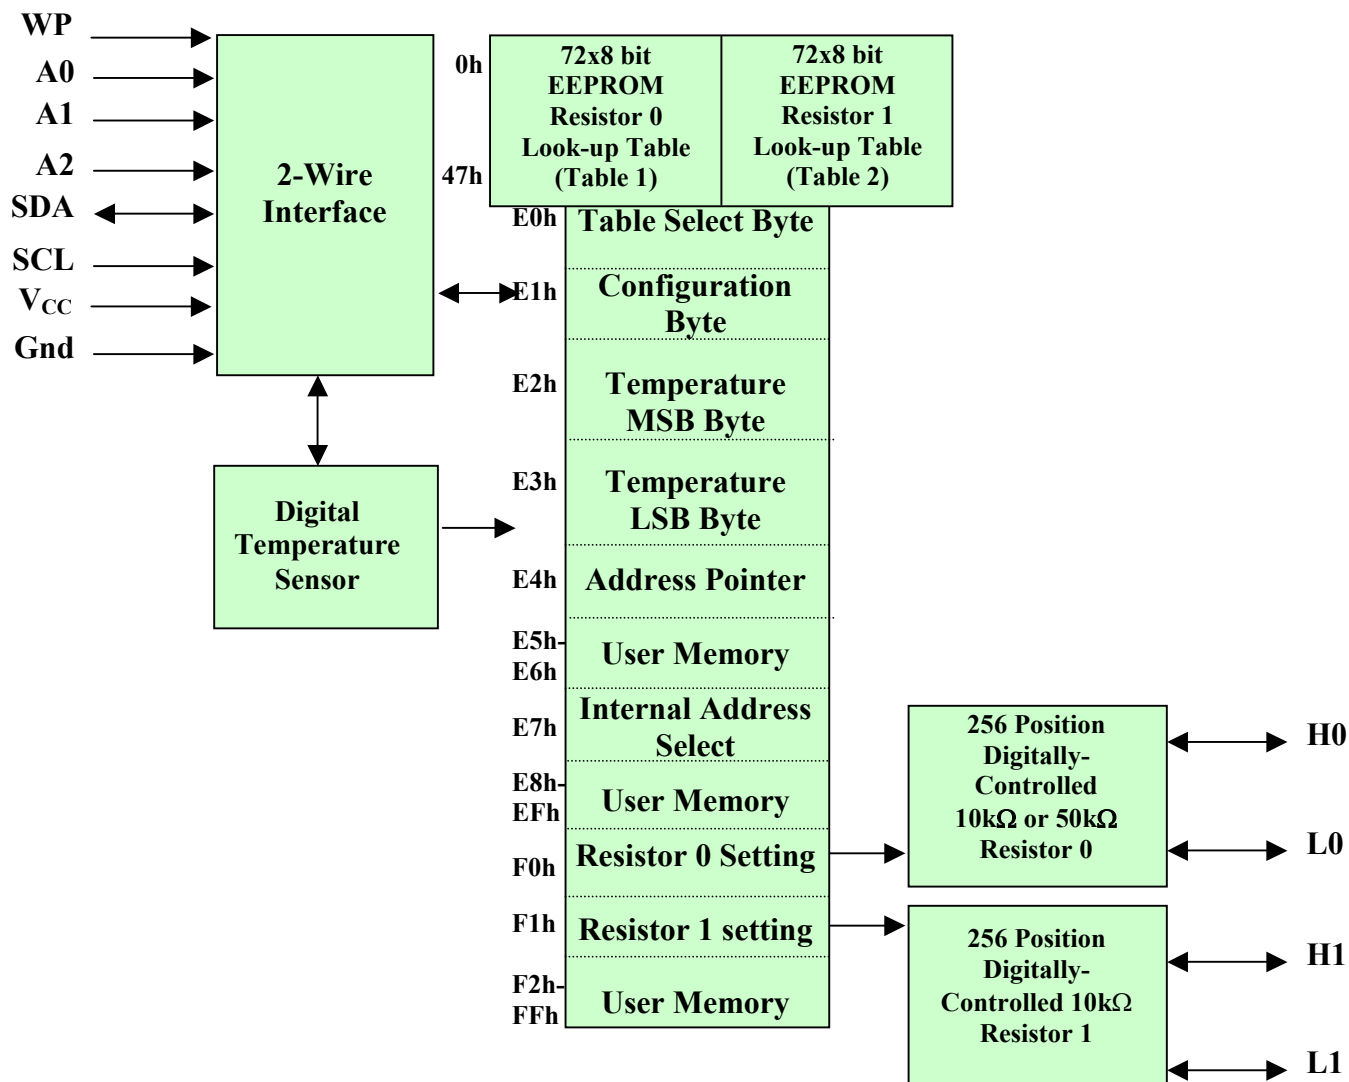 WP
A0
A1
A2
SDA
SCL
VCC
Gnd
2-Wire
Interface
Digital
Temperature
Sensor
0h
47h
72x8 bit
EEPROM
Resistor 0
Look-up Table
(Table 1)
72x8 bit
EEPROM
Resistor 1
Look-up Table
(Table 2)
E0h
Table Select Byte
E1h
Configuration
Byte
E2h
Temperature
MSB Byte
E3h
Temperature
LSB Byte
E4h
Address Pointer
E5h-
E6h
User Memory
E7h
Internal Address
Select
E8h-
EFh
User Memory
F0h
Resistor 0 Setting
F1h
Resistor 1 setting
F2h-
FFh
User Memory
256 Position
Digitally-
Controlled
10kΩ or 50kΩ
Resistor 0
H0
L0
256 Position
Digitally-
Controlled 10kΩ
Resistor 1
H1
L1